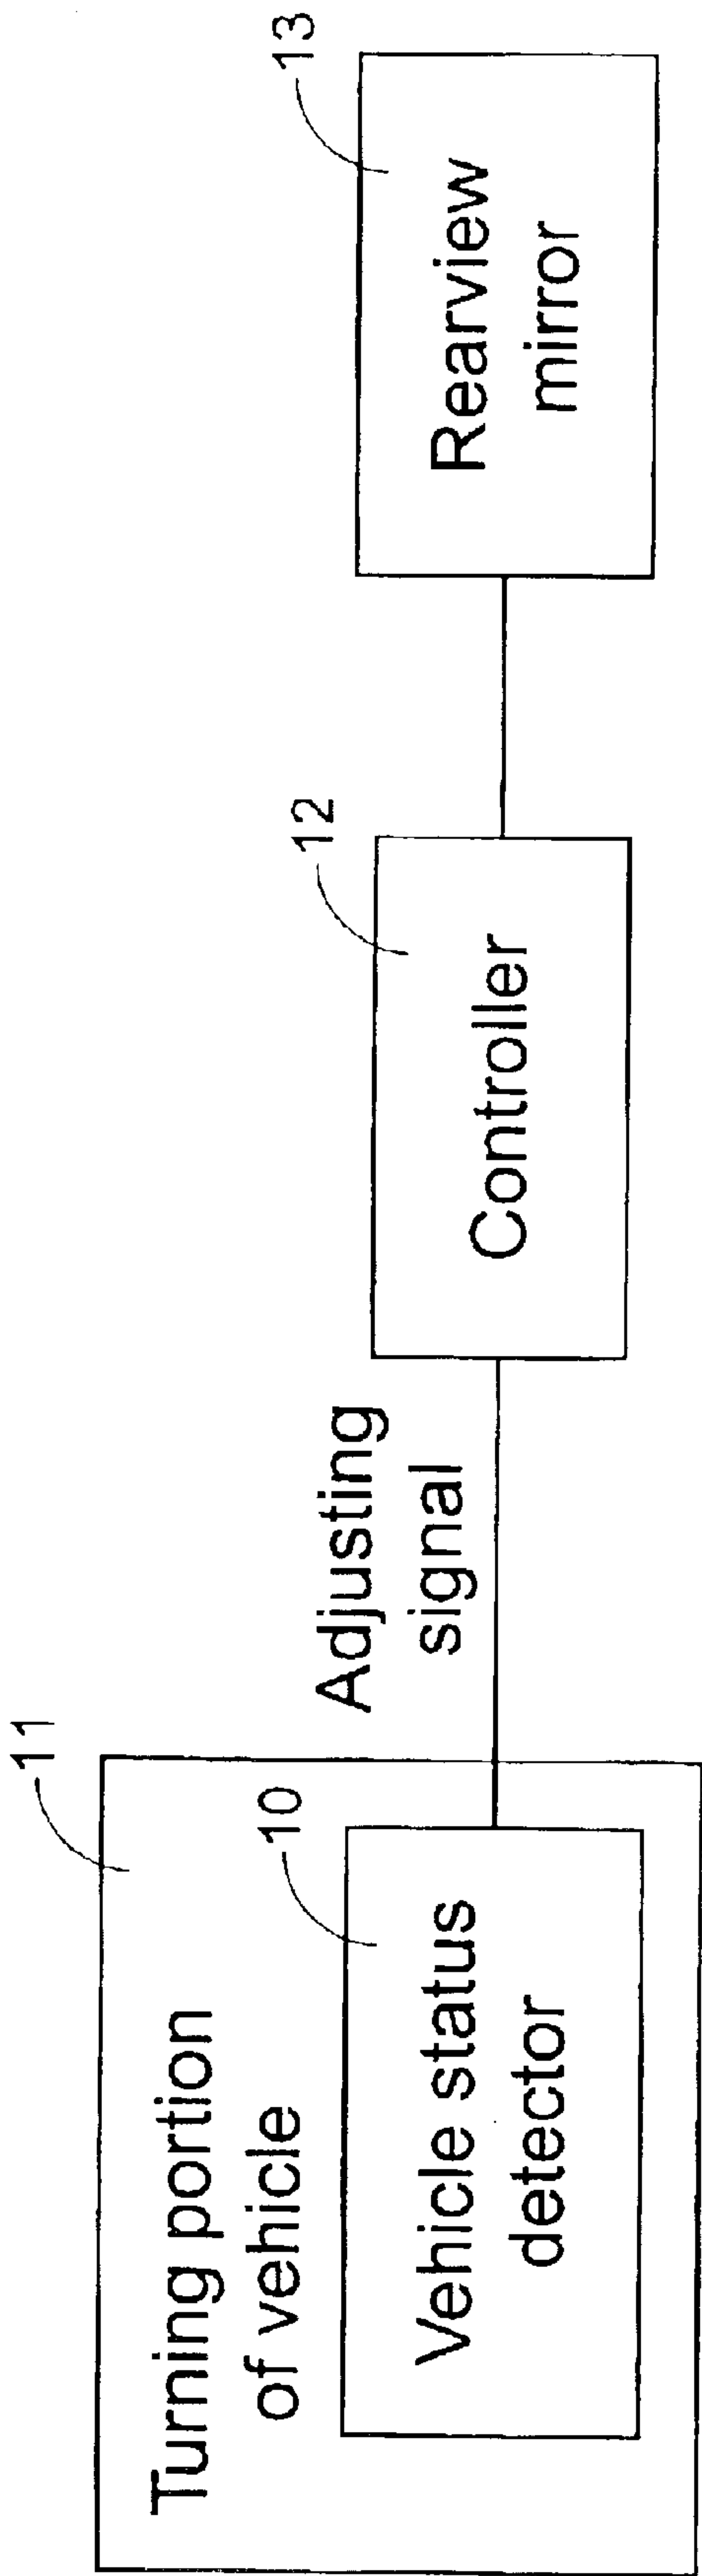 11
Turning portion
of vehicle
10
Vehicle status
detector
Adjusting
signal
12
Controller
13
Rearview
mirror